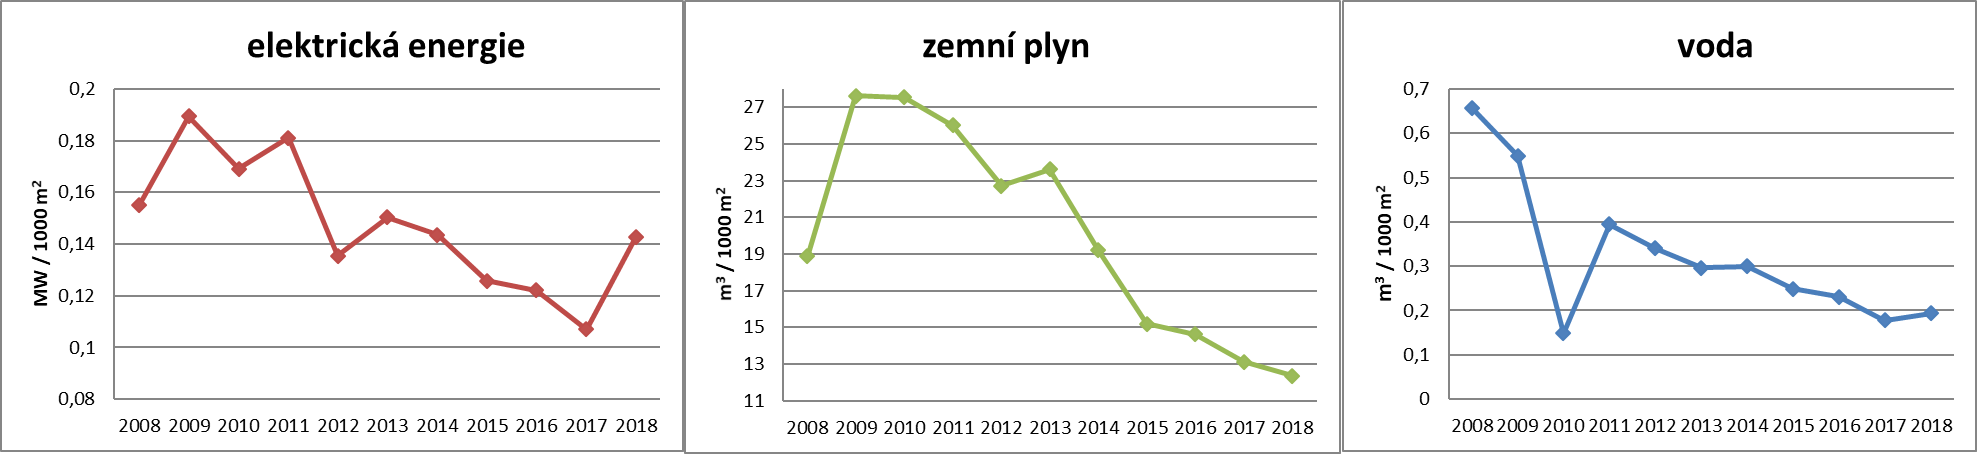 elektrická energie
MW / 1000 m²
0,2
0,18
0,16
0,14
0,12
0,1
0,08
2008 2009 2010 2011 2012 2013 2014 2015 2016 2017 2018
zemní plyn
m³ / 1000 m²
27
25
23
21
19
17
15
13
11
2008 2009 2010 2011 2012 2013 2014 2015 2016 2017 2018
voda
m³ / 1000 m²
0,7
0,6
0,5
0,4
0,3
0,2
0,1
0
2008 2009 2010 2011 2012 2013 2014 2015 2016 2017 2018